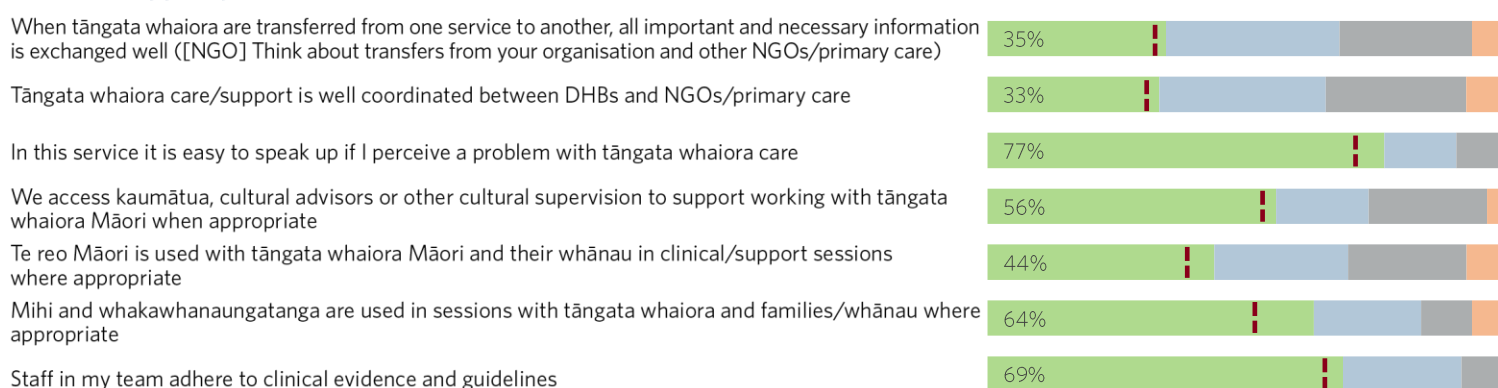 When tāngata whaiora are transferred from one service to another, all important and necessary information
is exchanged well ([NGO] Think about transfers from your organisation and other NGOs/primary care)
35%
Tāngata whaiora care/support is well coordinated between DHBs and NGOs/primary care
33%
In this service it is easy to speak up if I perceive a problem with tāngata whaiora care
77%
We access kaumātua, cultural advisors or other cultural supervision to support working with tāngata
whaiora Māori when appropriate
56%
Te reo Māori is used with tāngata whaiora Māori and their whānau in clinical/support sessions
where appropriate
44%
Mihi and whakawhanaungatanga are used in sessions with tāngata whaiora and families/whānau where
appropriate
64%
Staff in my team adhere to clinical evidence and guidelines
69%